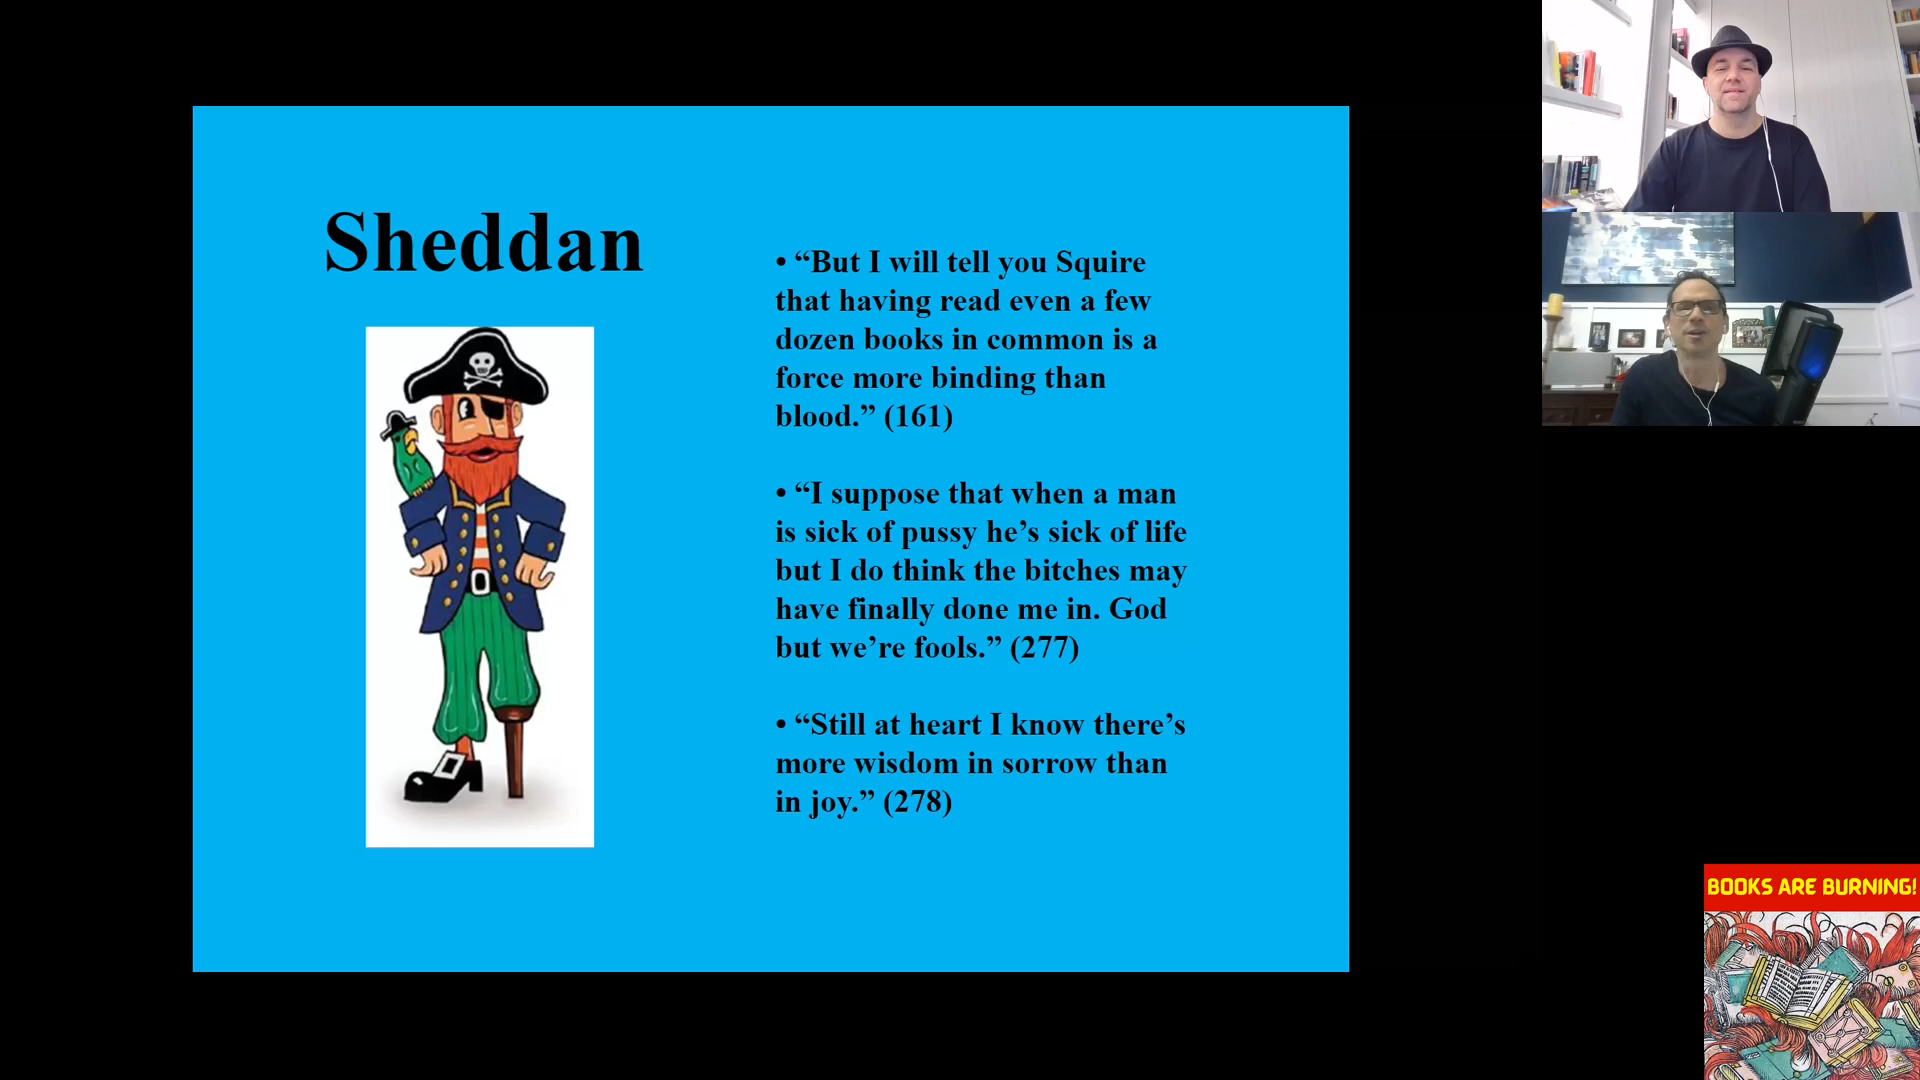 Sheddan
• “But I will tell you Squire
that having read even a few
dozen books in common is a
force more binding than
blood.” (161)
• “I suppose that when a man
is sick of pussy he’s sick of life
but I do think the bitches may
have finally done me in. God
but we’re fools.” (277)
• “Still at heart I know there’s
more wisdom in sorrow than
in joy.” (278)
BOOKS ARE BURNING!